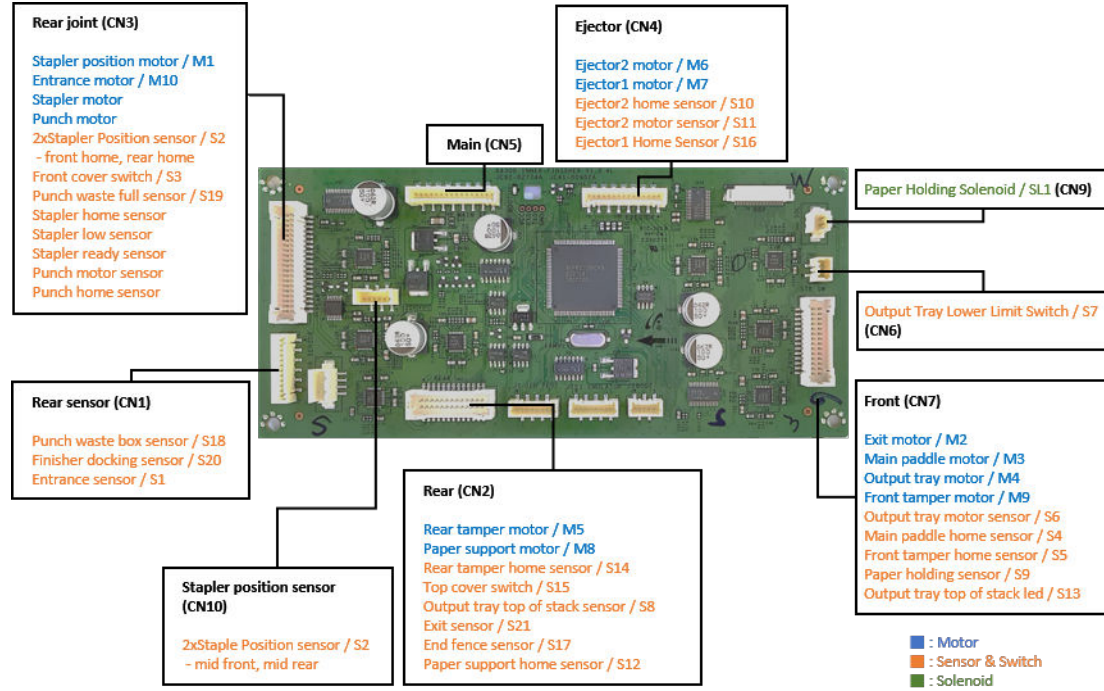 Rear joint (CN3)
Stapler position motor / M1
Entrance motor / M10
Stapler motor
Punch motor
2xStapler Position sensor / S2
- front home, rear home
Front cover switch / S3
Punch waste full sensor / S19
Stapler home sensor
Stapler low sensor
Stapler ready sensor
Punch motor sensor
Punch home sensor
Main (CN5)
Ejector (CN4)
Ejector2 motor / M6
Ejector1 motor / M7
Ejector2 home sensor / S10
Ejector2 motor sensor / S11
Ejector1 Home Sensor / S16
Paper Holding Solenoid / SL1 (CN9)
Output Tray Lower Limit Switch / S7
(CN6)
Rear sensor (CN1)
Punch waste box sensor / S18
Finisher docking sensor / S20
Entrance sensor / S1
Stapler position sensor
(CN10)
2xStaple Position sensor / S2
- mid front, mid rear
Rear (CN2)
Rear tamper motor / M5
Paper support motor / M8
Rear tamper home sensor / S14
Top cover switch / S15
Output tray top of stack sensor / S8
Exit sensor / S21
End fence sensor / S17
Paper support home sensor / S12
Front (CN7)
Exit motor / M2
Main paddle motor / M3
Output tray motor / M4
Front tamper motor / M9
Output tray motor sensor / S6
Main paddle home sensor / S4
Front tamper home sensor / S5
Paper holding sensor / S9
Output tray top of stack led / S13
: Motor
: Sensor & Switch
: Solenoid